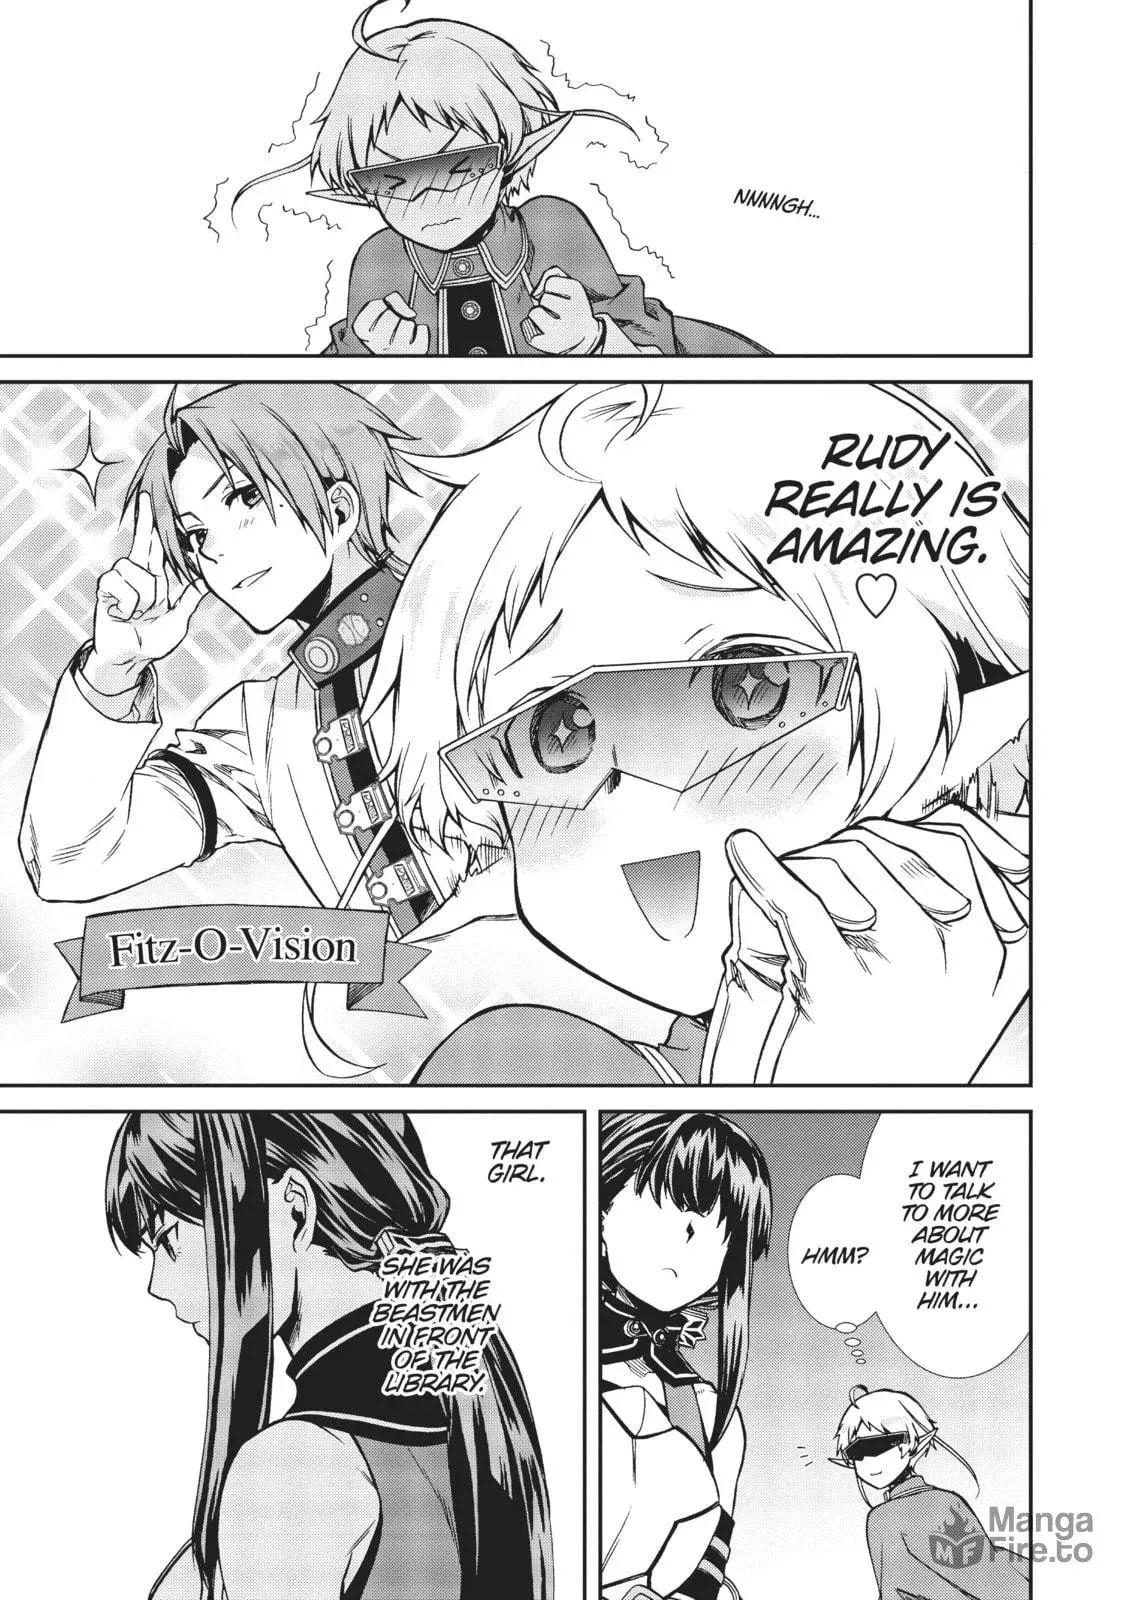 NNNNGH...
RUDY
REALLY IS
AMAZING.
♡
Fitz-O-Vision
I WANT
TO TALK
TO MORE
ABOUT
MAGIC
WITH
HIM...
HMM?
THAT
GIRL.
SHE WAS
WITH THE
BEASTMEN
IN FRONT
OF THE
LIBRARY.
Manga
Fire.to
MF